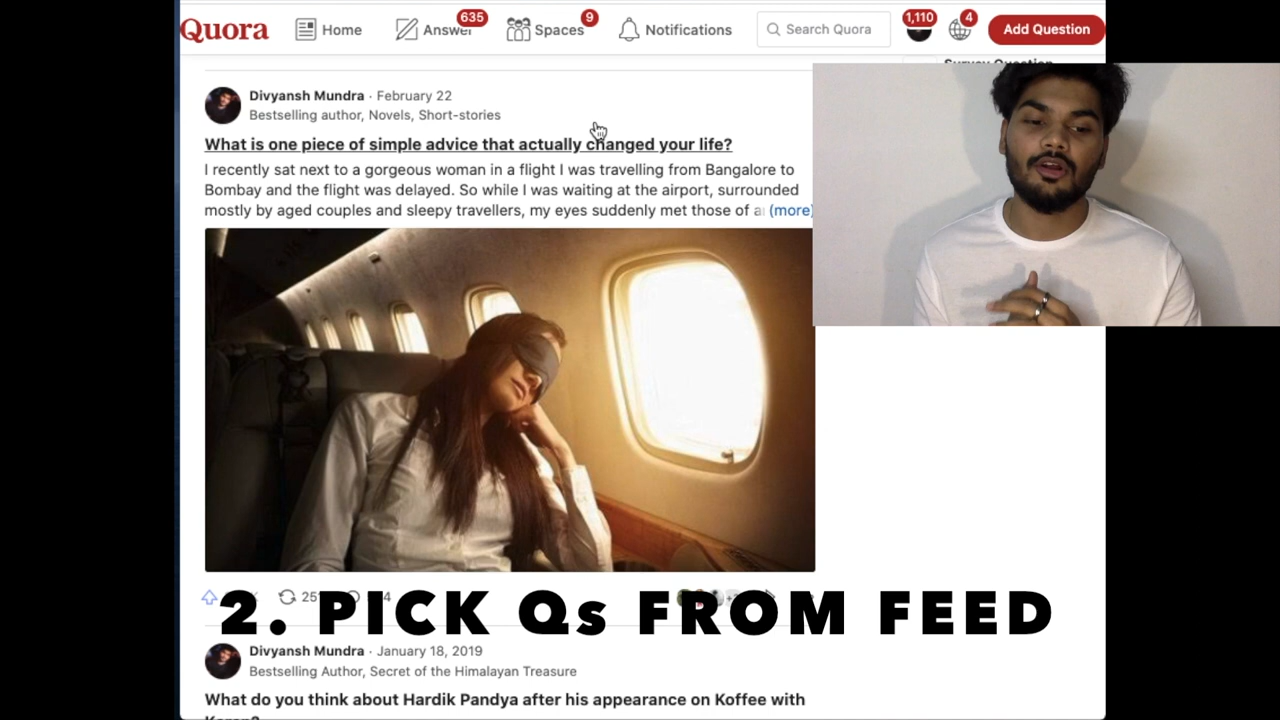 Quora
Home
Answer
635
Spaces
9
Notifications
Search Quora
1,110
4
Add Question
Survey Question
Divyansh Mundra · February 22
Bestselling author, Novels, Short-stories
What is one piece of simple advice that actually changed your life?
I recently sat next to a gorgeous woman in a flight I was travelling from Bangalore to
Bombay and the flight was delayed. So while I was waiting at the airport, surrounded
mostly by aged couples and sleepy travellers, my eyes suddenly met those of (more)
2. PICK Qs FROM FEED
Divyansh Mundra · January 18, 2019
Bestselling Author, Secret of the Himalayan Treasure
What do you think about Hardik Pandya after his appearance on Koffee with